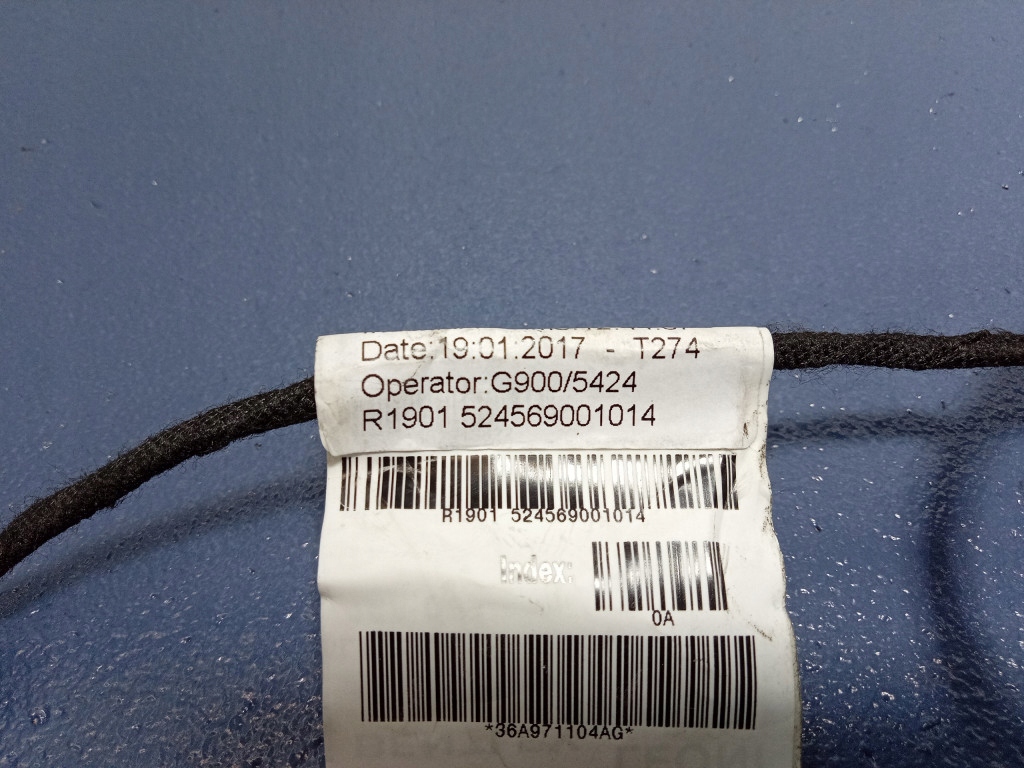 Date:19.01.2017 - T274
Operator:G900/5424
R1901 524569001014
R1901 524569001014
Index:
0A
*36A971104AG*